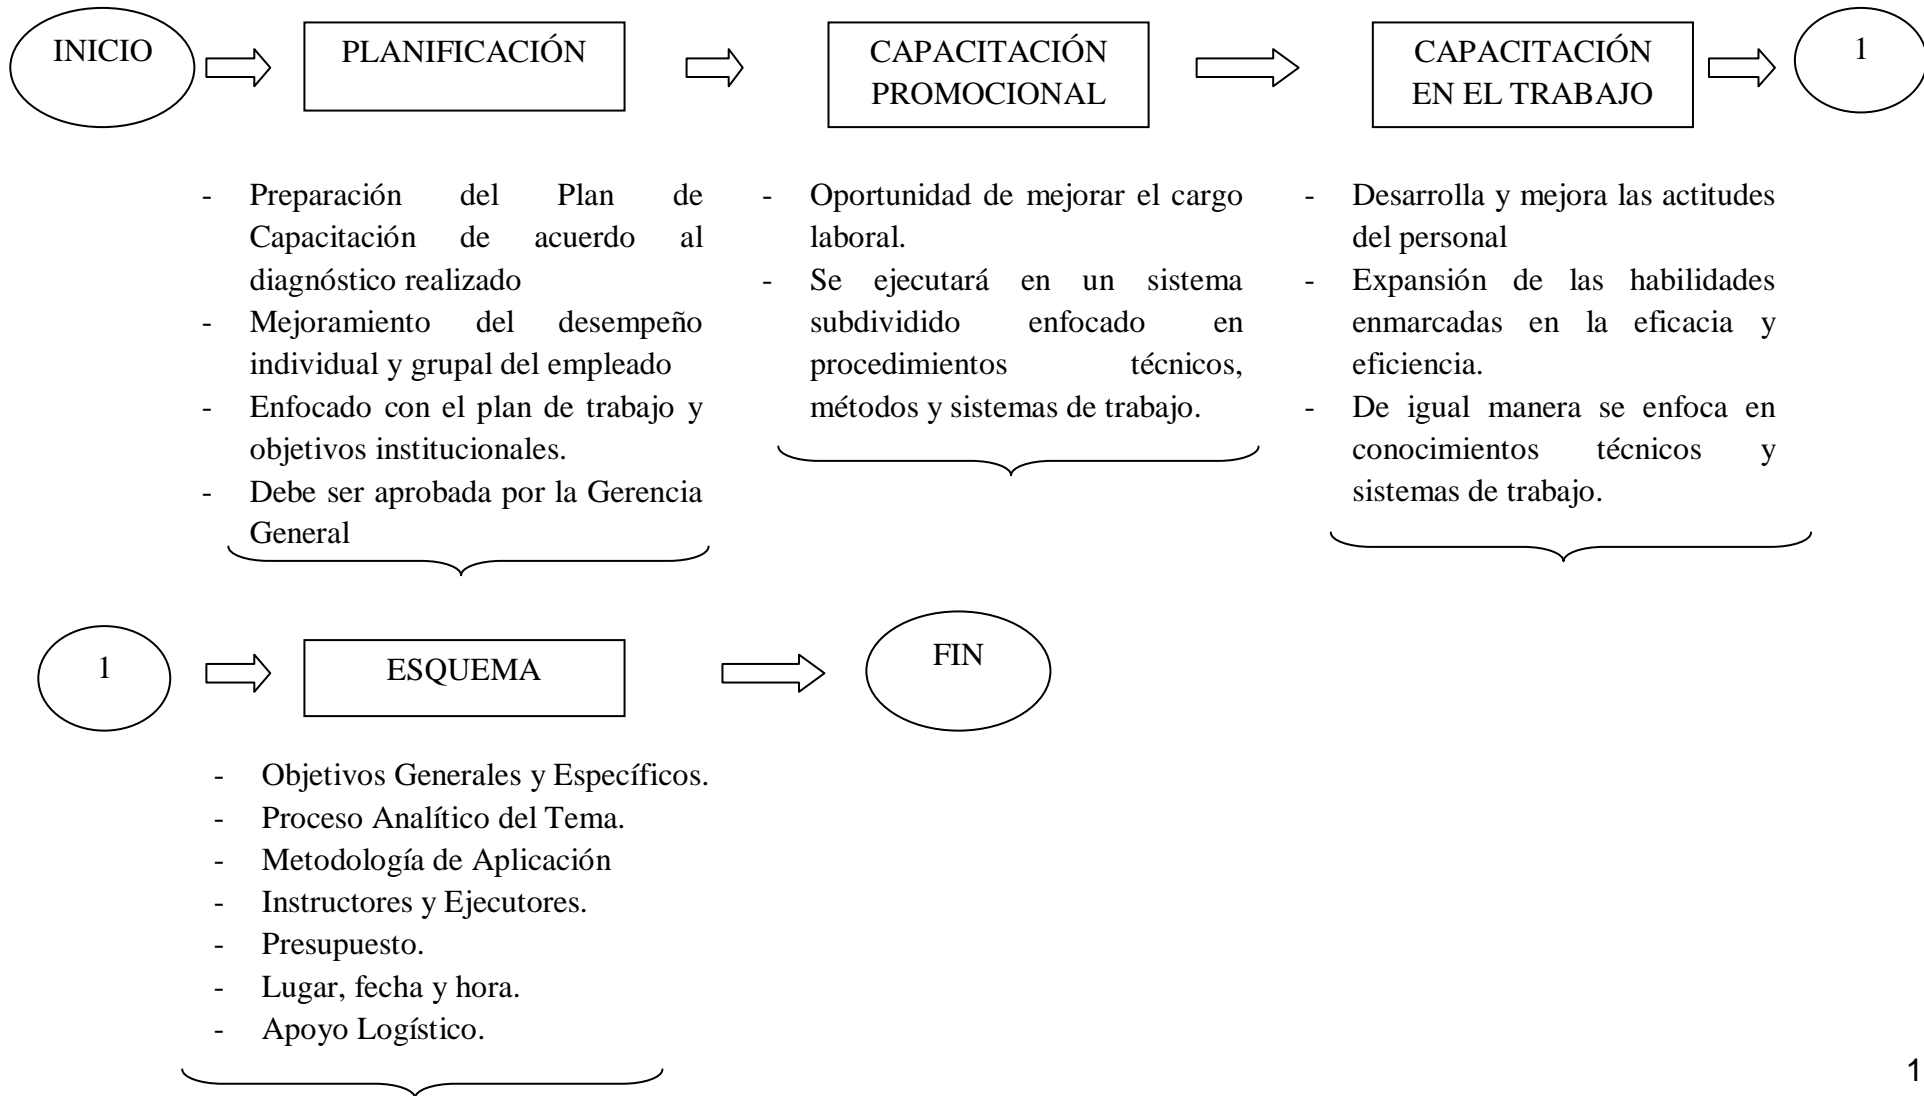 INICIO
PLANIFICACIÓN
CAPACITACIÓN
PROMOCIONAL
CAPACITACIÓN
EN EL TRABAJO
1
- Preparación del Plan de
Capacitación de acuerdo al
diagnóstico realizado
- Mejoramiento del desempeño
individual y grupal del empleado
- Enfocado con el plan de trabajo y
objetivos institucionales.
- Debe ser aprobada por la Gerencia
General
- Oportunidad de mejorar el cargo
laboral.
- Se ejecutará en un sistema
subdividido enfocado en
procedimientos técnicos,
métodos y sistemas de trabajo.
- Desarrolla y mejora las actitudes
del personal
- Expansión de las habilidades
enmarcadas en la eficacia y
eficiencia.
- De igual manera se enfoca en
conocimientos técnicos y
sistemas de trabajo.
1
ESQUEMA
FIN
- Objetivos Generales y Específicos.
- Proceso Analítico del Tema.
- Metodología de Aplicación
- Instructores y Ejecutores.
- Presupuesto.
- Lugar, fecha y hora.
- Apoyo Logístico.
1